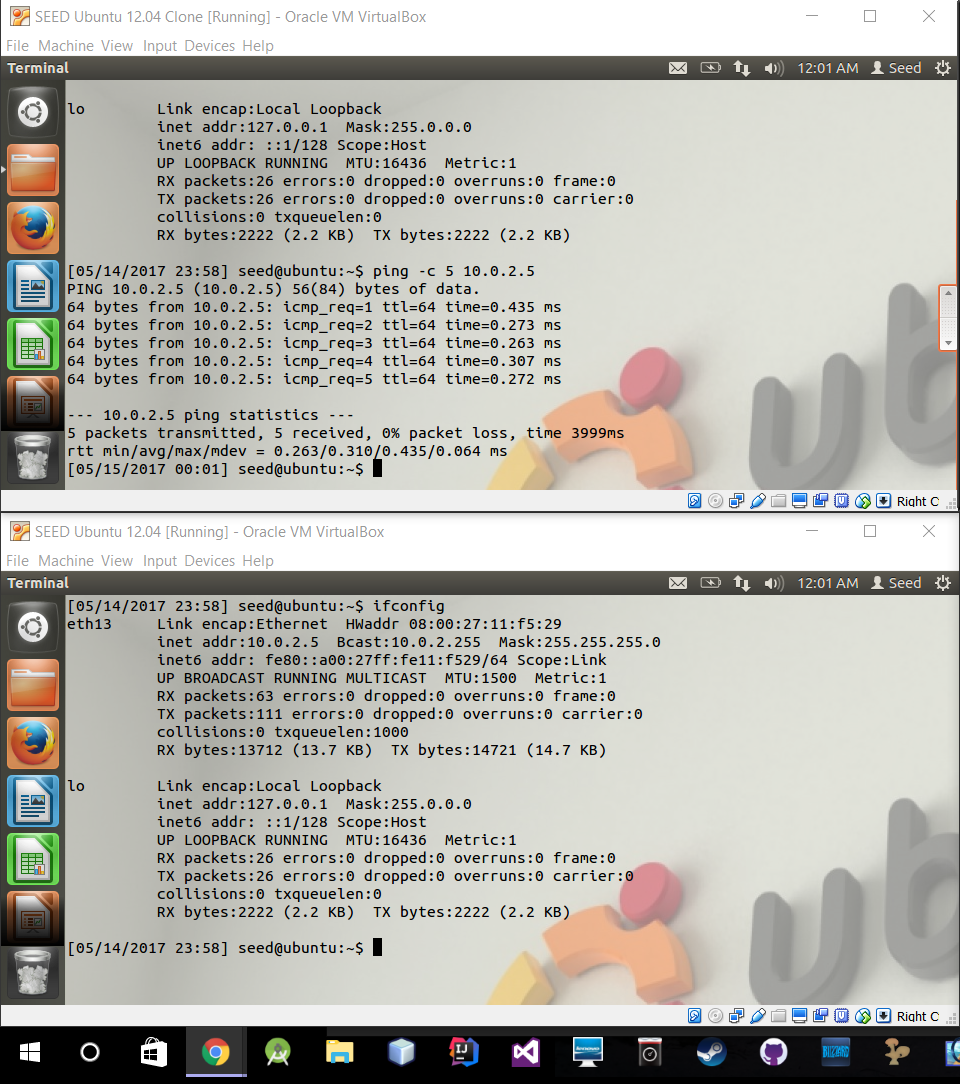 SEED Ubuntu 12.04 Clone [Running] - Oracle VM VirtualBox
File Machine View Input Devices Help
Terminal 12:01 AM Seed
lo Link encap:Local Loopback
inet addr:127.0.0.1 Mask:255.0.0.0
inet6 addr: ::1/128 Scope:Host
UP LOOPBACK RUNNING MTU:16436 Metric:1
RX packets:26 errors:0 dropped:0 overruns:0 frame:0
TX packets:26 errors:0 dropped:0 overruns:0 carrier:0
collisions:0 txqueuelen:0
RX bytes:2222 (2.2 KB) TX bytes:2222 (2.2 KB)
[05/14/2017 23:58] seed@ubuntu:~$ ping -c 5 10.0.2.5
PING 10.0.2.5 (10.0.2.5) 56(84) bytes of data.
64 bytes from 10.0.2.5: icmp_req=1 ttl=64 time=0.435 ms
64 bytes from 10.0.2.5: icmp_req=2 ttl=64 time=0.273 ms
64 bytes from 10.0.2.5: icmp_req=3 ttl=64 time=0.263 ms
64 bytes from 10.0.2.5: icmp_req=4 ttl=64 time=0.307 ms
64 bytes from 10.0.2.5: icmp_req=5 ttl=64 time=0.272 ms
--- 10.0.2.5 ping statistics ---
5 packets transmitted, 5 received, 0% packet loss, time 3999ms
rtt min/avg/max/mdev = 0.263/0.310/0.435/0.064 ms
[05/15/2017 00:01] seed@ubuntu:~$
Right C
SEED Ubuntu 12.04 [Running] - Oracle VM VirtualBox
File Machine View Input Devices Help
Terminal 12:01 AM Seed
[05/14/2017 23:58] seed@ubuntu:~$ ifconfig
eth13 Link encap:Ethernet HWaddr 08:00:27:11:f5:29
inet addr:10.0.2.5 Bcast:10.0.2.255 Mask:255.255.255.0
inet6 addr: fe80::a00:27ff:fe11:f529/64 Scope:Link
UP BROADCAST RUNNING MULTICAST MTU:1500 Metric:1
RX packets:63 errors:0 dropped:0 overruns:0 frame:0
TX packets:111 errors:0 dropped:0 overruns:0 carrier:0
collisions:0 txqueuelen:1000
RX bytes:13712 (13.7 KB) TX bytes:14721 (14.7 KB)
lo Link encap:Local Loopback
inet addr:127.0.0.1 Mask:255.0.0.0
inet6 addr: ::1/128 Scope:Host
UP LOOPBACK RUNNING MTU:16436 Metric:1
RX packets:26 errors:0 dropped:0 overruns:0 frame:0
TX packets:26 errors:0 dropped:0 overruns:0 carrier:0
collisions:0 txqueuelen:0
RX bytes:2222 (2.2 KB) TX bytes:2222 (2.2 KB)
[05/14/2017 23:58] seed@ubuntu:~$
Right C